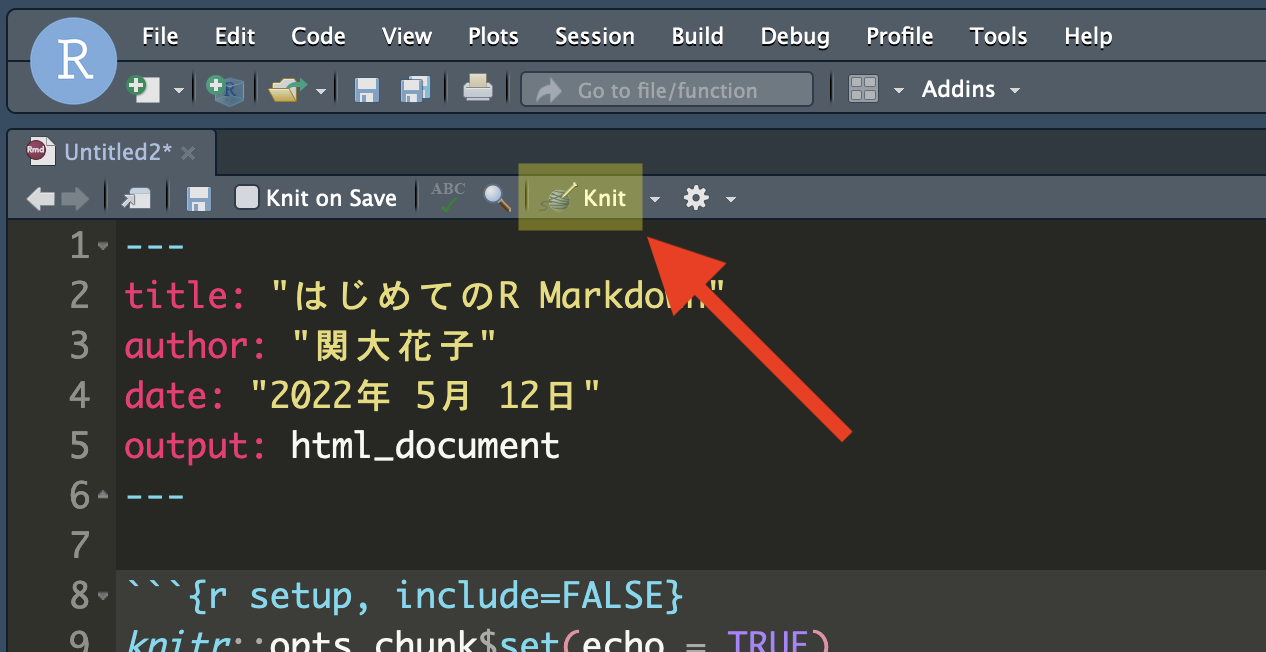 R
File Edit Code View Plots Session Build Debug Profile Tools Help
R Go to file/function Addins
Rmd Untitled2*
Knit on Save ABC Knit
1 ---
2 title: "はじめてのR Markdown"
3 author: "関大花子"
4 date: "2022年 5月 12日"
5 output: html_document
6 ---
7
8 ```{r setup, include=FALSE}
9 knitr::opts_chunk$set(echo = TRUE)